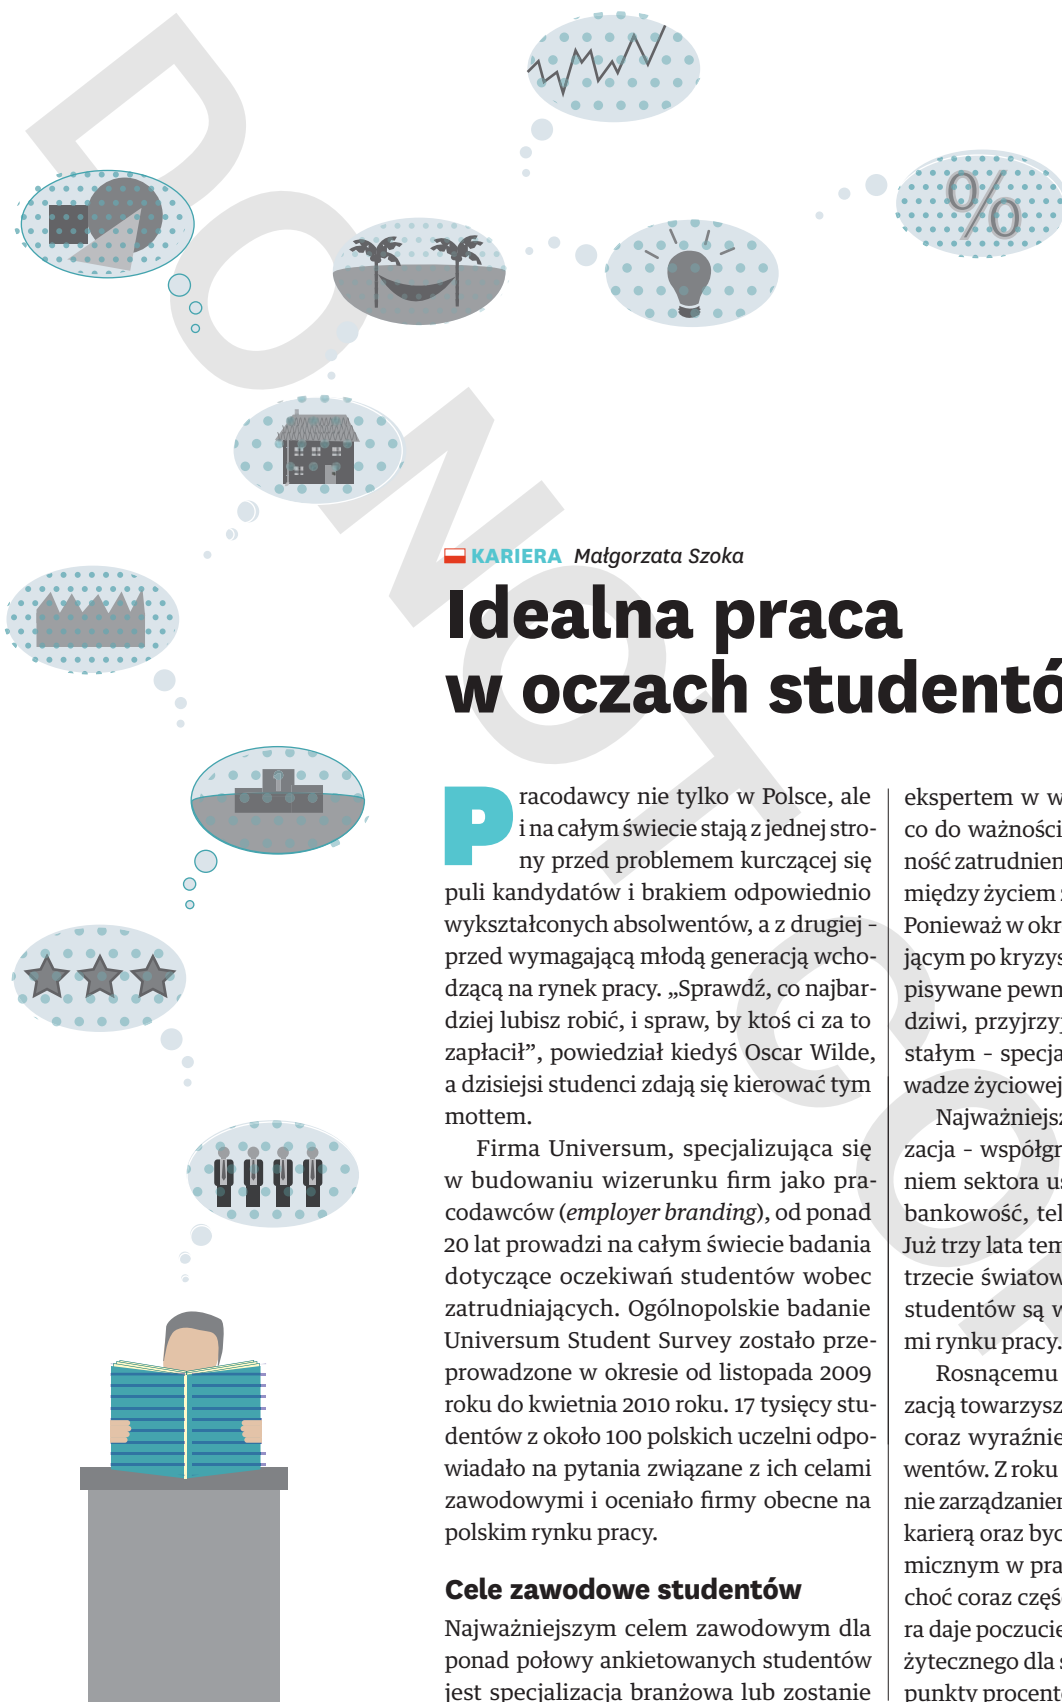 DO NOT COP
%
KARIERA Małgorzata Szoka
Idealna praca
w oczach studentó
Pracodawcy nie tylko w Polsce, ale
i na całym świecie stają z jednej stro-
ny przed problemem kurczącej się
puli kandydatów i brakiem odpowiednio
wykształconych absolwentów, a z drugiej –
przed wymagającą młodą generacją wcho-
dzącą na rynek pracy. „Sprawdź, co najbar-
dziej lubisz robić, i spraw, by ktoś ci za to
zapłacił”, powiedział kiedyś Oscar Wilde,
a dzisiejsi studenci zdają się kierować tym
mottem.
Firma Universum, specjalizująca się
w budowaniu wizerunku firm jako pra-
codawców (employer branding), od ponad
20 lat prowadzi na całym świecie badania
dotyczące oczekiwań studentów wobec
zatrudniających. Ogólnopolskie badanie
Universum Student Survey zostało prze-
prowadzone w okresie od listopada 2009
roku do kwietnia 2010 roku. 17 tysięcy stu-
dentów z około 100 polskich uczelni odpo-
wiadało na pytania związane z ich celami
zawodowymi i oceniało firmy obecne na
polskim rynku pracy.
Cele zawodowe studentów
Najważniejszym celem zawodowym dla
ponad połowy ankietowanych studentów
jest specjalizacja branżowa lub zostanie
ekspertem w w
co do ważności
ność zatrudnien
między życiem
Ponieważ w okr
jącym po kryzys
pisywane pewn
dziwi, przyjrzy
stałym – specja
wadze życiowej
Najważniejsz
zacja – współgr
niem sektora us
bankowość, tel
Już trzy lata tem
trzecie światow
studentów są w
mi rynku pracy.
Rosnącemu
zacją towarzysz
coraz wyraźnie
wentów. Z roku
nie zarządzanier
karierą oraz byc
micznym w pra
choć coraz częś
ra daje poczucie
żytecznego dla s
punkty procent